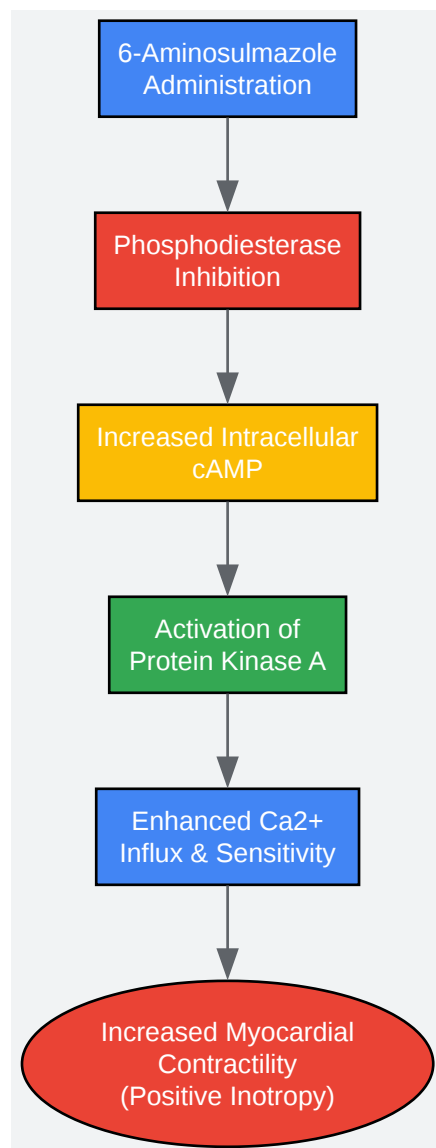 6-Aminosulmazole
Administration
Phosphodiesterase
Inhibition
Increased Intracellular
cAMP
Activation of
Protein Kinase A
Enhanced Ca2+
Influx & Sensitivity
Increased Myocardial
Contractility
(Positive Inotropy)